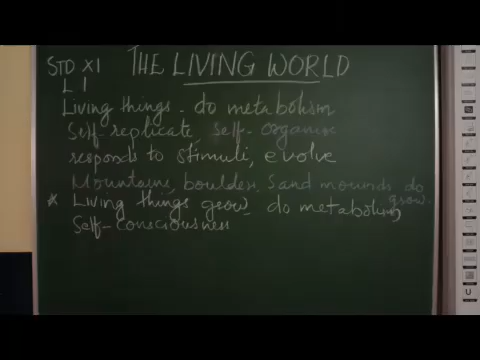 STD XI THE LIVING WORLD
L 1
Living things - do metabolism
Self-replicate Self-organise
responds to stimuli, evolve
Mountains, boulders, Sand mounds do grow.
* Living things grow, do metabolism
Self-consciousness